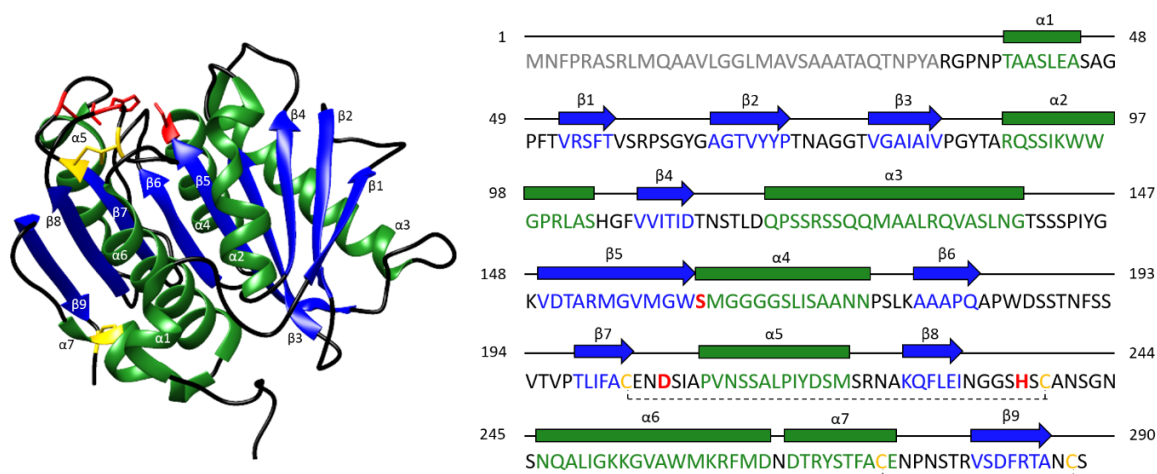 β4
β2
α5
β5
β6
β1
β8
β7
α4
α3
α6
α2
β9
β3
α7
α1
α1
1 48
MNFPRASRLMQAAVLGGLMAVSAAATAQTNPYARGPNPTAASLEASAG
β1 β2 β3 α2
49 97
PFTVRSFTVSRPSGYGAGTVYYPTNAGGTVGAIAIVPGYTARQSSIKWW
β4 α3
98 147
GPRLASHGFVVITIDTNSTLDQPSSRSSQQMAALRQVASLNGTSSSPIYG
β5 α4 β6
148 193
KVDTARMGVMGWSMGGGGSLISAANNPSLKAAAPQAPWDSSTNFSS
β7 α5 β8
194 244
VTVPTLIFACENDSIAPVNSSALPIYDSMSRNAKQFLEINGGSHSCANSGN
α6 α7 β9
245 290
SNQALIGKKGVAWMKRFMDNDTRYSTFACENPNSTRVSDFRTANCS